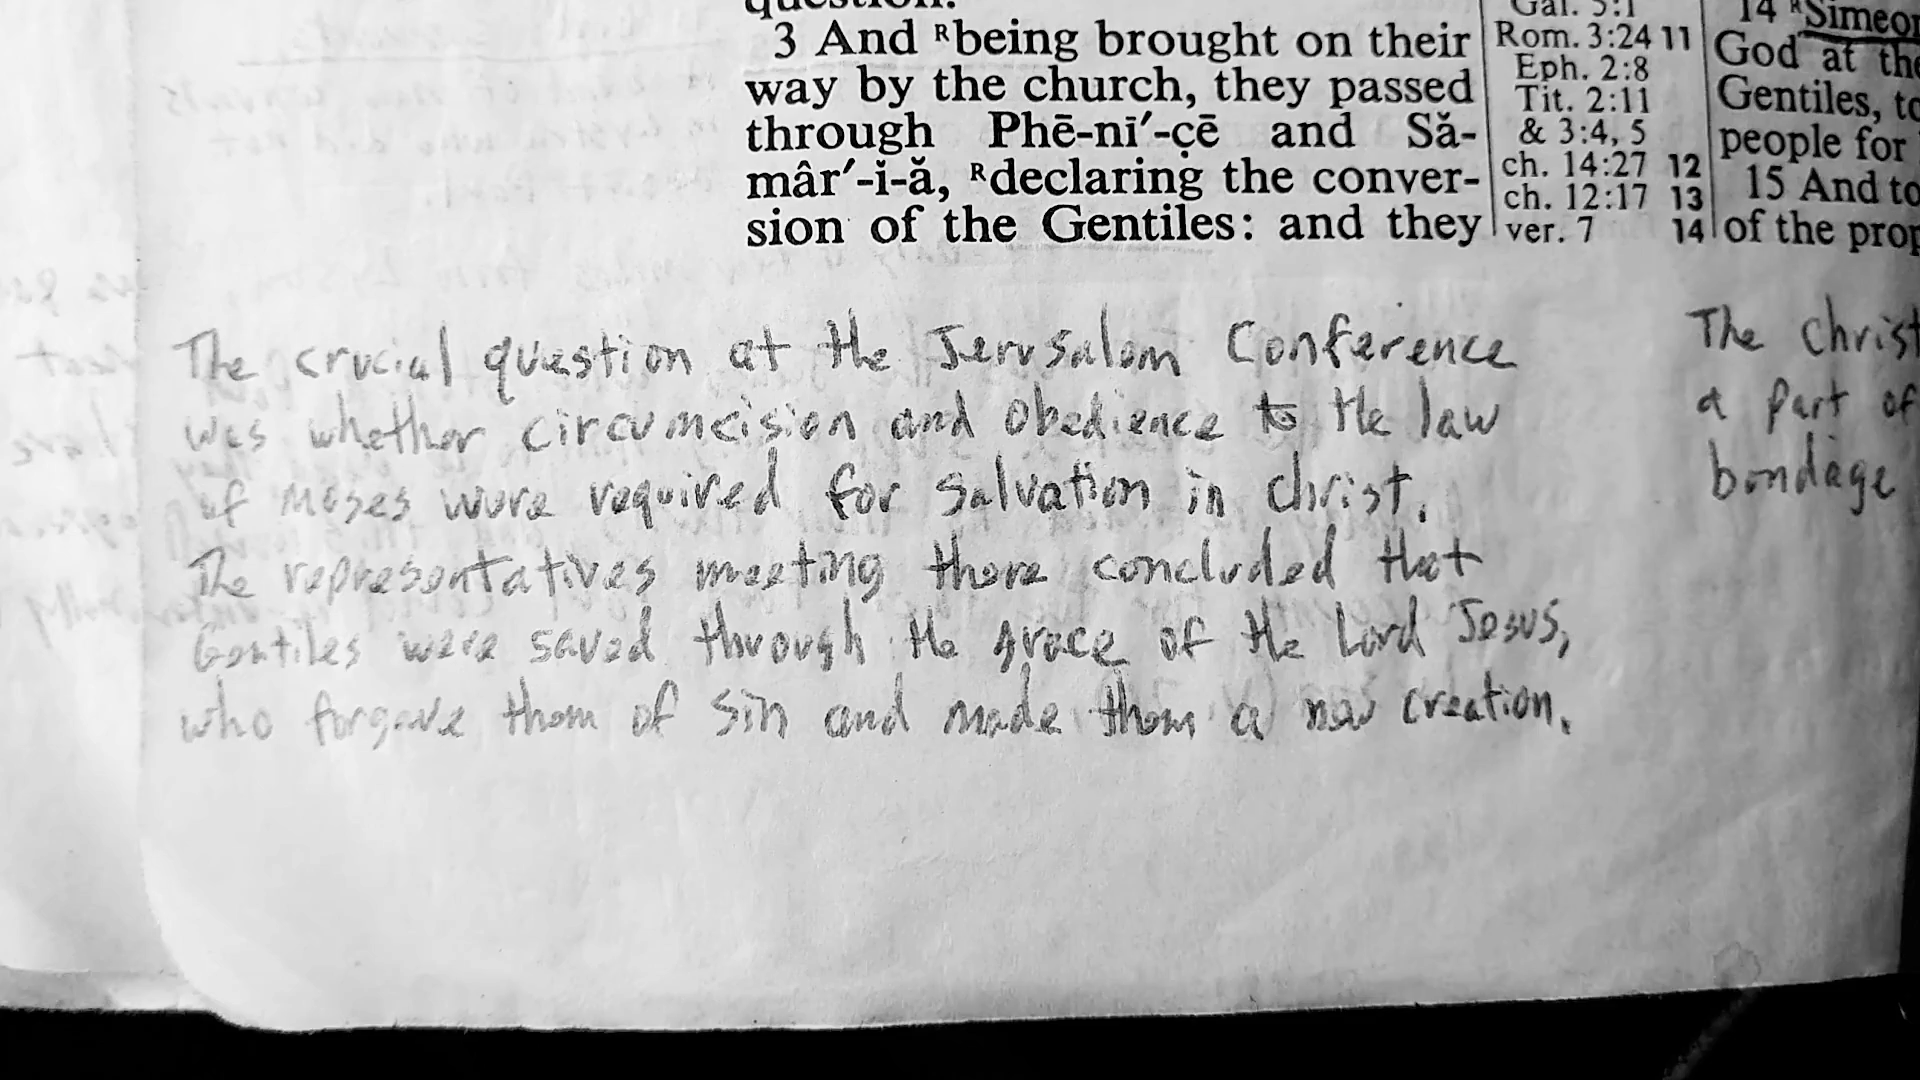 question.
3 And ᴿbeing brought on their
way by the church, they passed
through Phē-nī′-çē and Să-
mâr′-ĭ-ă, ᴿdeclaring the conver-
sion of the Gentiles: and they
Gal. 5:1
Rom. 3:24 11
Eph. 2:8
Tit. 2:11
& 3:4, 5
ch. 14:27 12
ch. 12:17 13
ver. 7 14
14 ᴿSimeon
God at the
Gentiles, to
people for
15 And to
of the prop
The crucial question at the Jerusalem Conference
was whether circumcision and obedience to the law
of Moses were required for salvation in Christ.
The representatives meeting there concluded that
Gentiles were saved through the grace of the Lord Jesus,
who forgave them of sin and made them a new creation.
The Christ
a part of
bondage